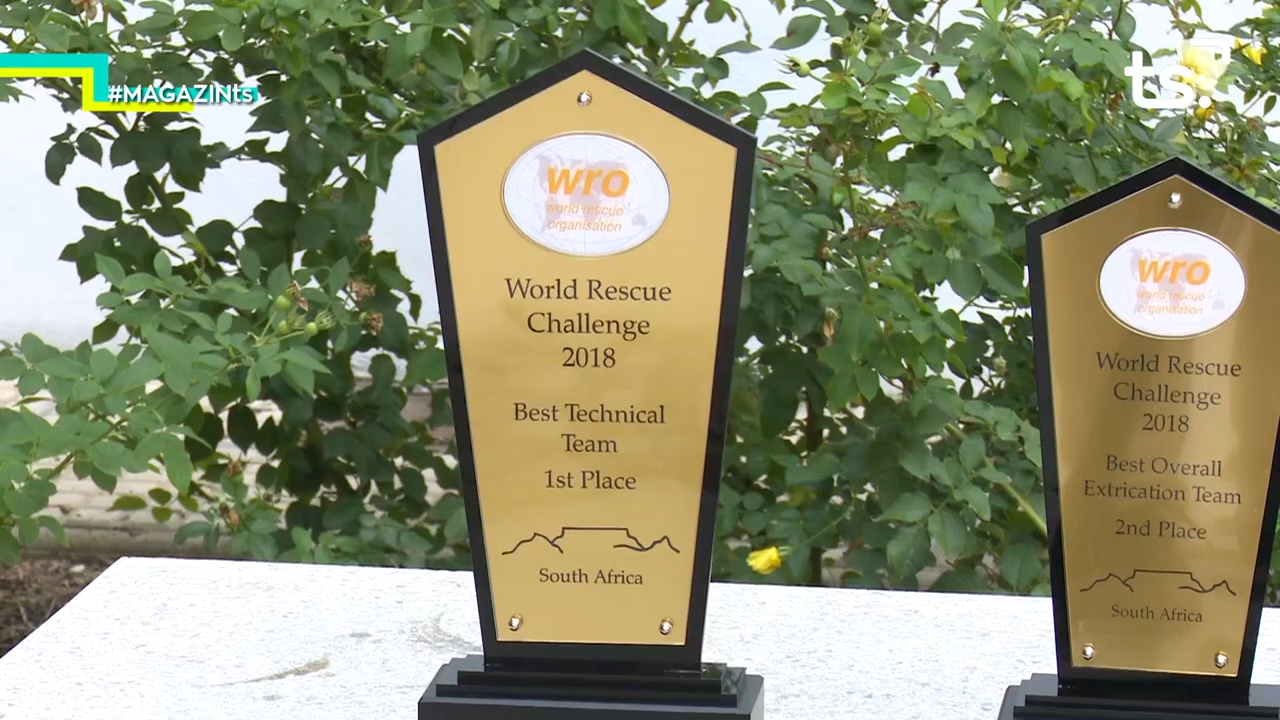 #MAGAZINts
ts?
wro
world rescue
organisation
World Rescue
Challenge
2018
Best Technical
Team
1st Place
South Africa
wro
world rescue
organisation
World Rescue
Challenge
2018
Best Overall
Extrication Team
2nd Place
South Africa